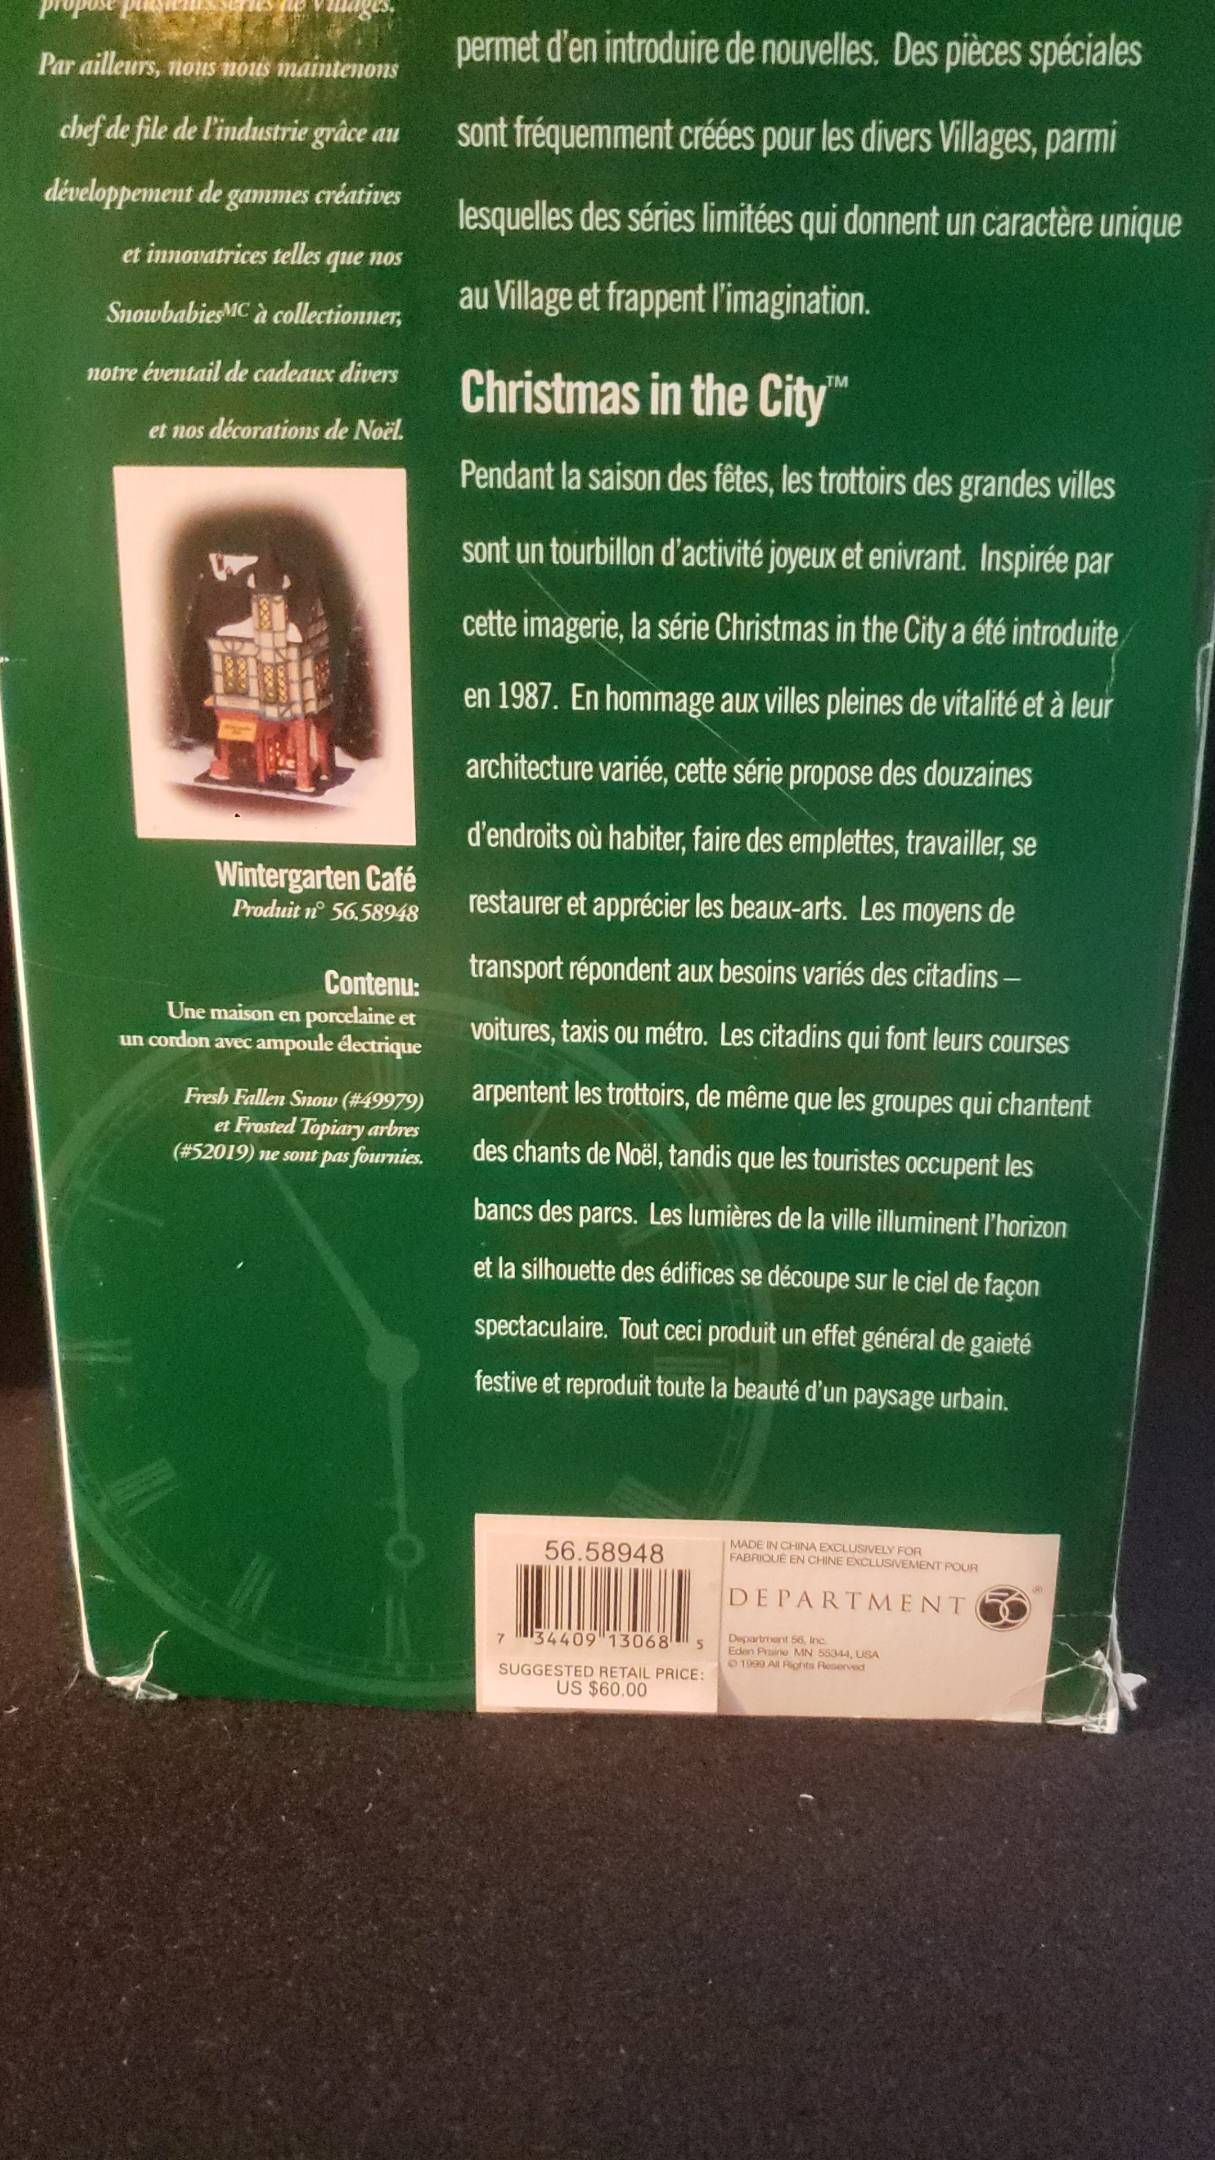 propose plusieurs séries de Villages.
Par ailleurs, nous nous maintenons
chef de file de l'industrie grâce au
développement de gammes créatives
et innovatrices telles que nos
Snowbabies MC à collectionner,
notre éventail de cadeaux divers
et nos décorations de Noël.
Wintergarten Café
Produit n° 56.58948
Contenu:
Une maison en porcelaine et
un cordon avec ampoule électrique
Fresh Fallen Snow (#49979)
et Frosted Topiary arbres
(#52019) ne sont pas fournies.
permet d'en introduire de nouvelles. Des pièces spéciales
sont fréquemment créées pour les divers Villages, parmi
lesquelles des séries limitées qui donnent un caractère unique
au Village et frappent l'imagination.
Christmas in the City™
Pendant la saison des fêtes, les trottoirs des grandes villes
sont un tourbillon d'activité joyeux et enivrant. Inspirée par
cette imagerie, la série Christmas in the City a été introduite
en 1987. En hommage aux villes pleines de vitalité et à leur
architecture variée, cette série propose des douzaines
d'endroits où habiter, faire des emplettes, travailler, se
restaurer et apprécier les beaux-arts. Les moyens de
transport répondent aux besoins variés des citadins –
voitures, taxis ou métro. Les citadins qui font leurs courses
arpentent les trottoirs, de même que les groupes qui chantent
des chants de Noël, tandis que les touristes occupent les
bancs des parcs. Les lumières de la ville illuminent l'horizon
et la silhouette des édifices se découpe sur le ciel de façon
spectaculaire. Tout ceci produit un effet général de gaieté
festive et reproduit toute la beauté d'un paysage urbain.
56.58948
7 34409 13068 5
SUGGESTED RETAIL PRICE:
US $60.00
MADE IN CHINA EXCLUSIVELY FOR
FABRIQUÉ EN CHINE EXCLUSIVEMENT POUR
DEPARTMENT 56®
Department 56, Inc.
Eden Prairie MN 55344, USA
© 1999 All Rights Reserved